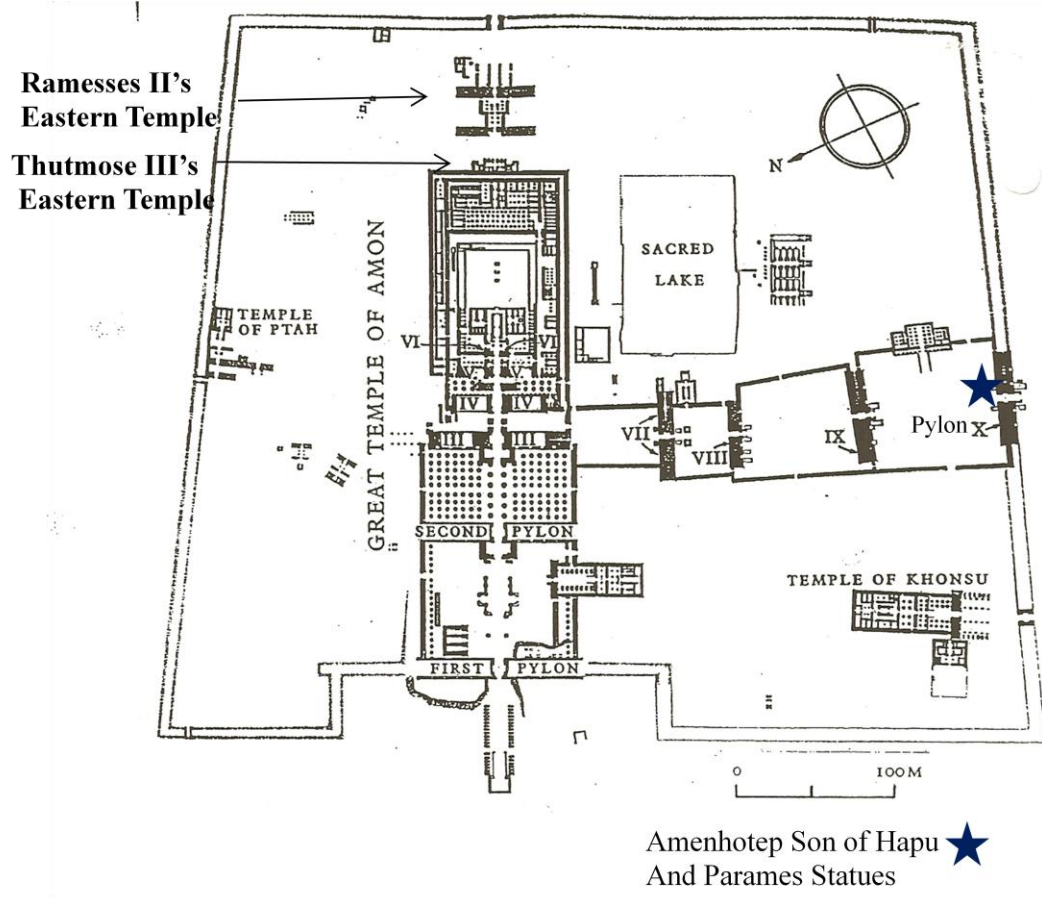 Ramesses II's
Eastern Temple
Thutmose III's
Eastern Temple
N
SACRED
LAKE
GREAT TEMPLE OF AMON
TEMPLE
OF PTAH
VI
VI
V
V
IV
IV
III
III
VII
VIII
IX
Pylon X
SECOND PYLON
TEMPLE OF KHONSU
FIRST PYLON
0 100M
Amenhotep Son of Hapu
And Parames Statues